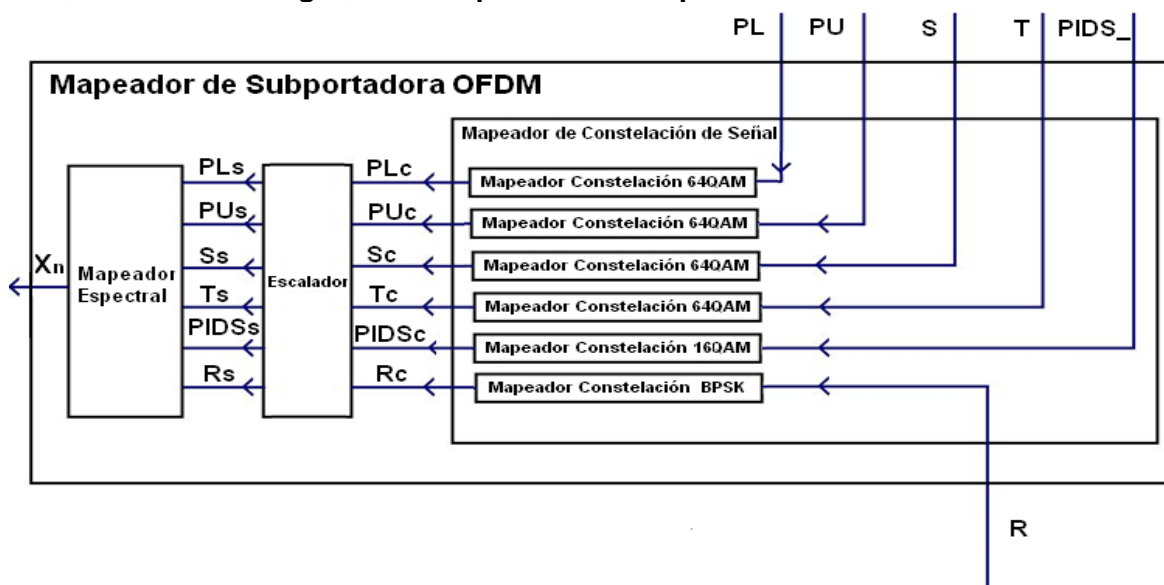 PL PU S T PIDS_
Mapeador de Subportadora OFDM
Mapeador de Constelación de Señal
PLs PLc Mapeador Constelación 64QAM
PUs PUc Mapeador Constelación 64QAM
Xn Mapeador Espectral Ss Escalador Sc Mapeador Constelación 64QAM
Ts Tc Mapeador Constelación 64QAM
PIDSs PIDSc Mapeador Constelación 16QAM
Rs Rc Mapeador Constelación BPSK
R